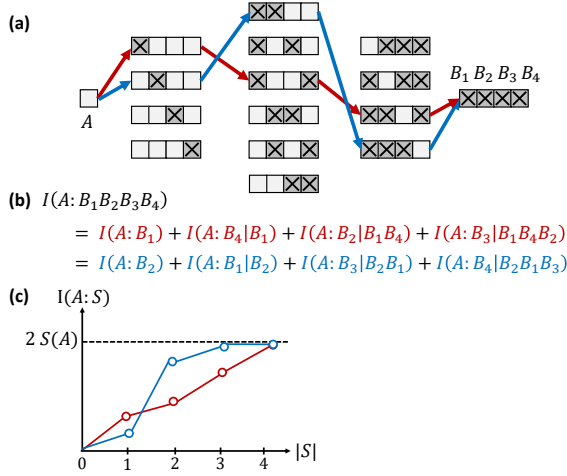 (a)
B₁ B₂ B₃ B₄
A
(b) I(A: B₁B₂B₃B₄)
= I(A: B₁) + I(A: B₄|B₁) + I(A: B₂|B₁B₄) + I(A: B₃|B₁B₄B₂)
= I(A: B₂) + I(A: B₁|B₂) + I(A: B₃|B₂B₁) + I(A: B₄|B₂B₁B₃)
(c) I(A: S)
2 S(A)
0 1 2 3 4 |S|